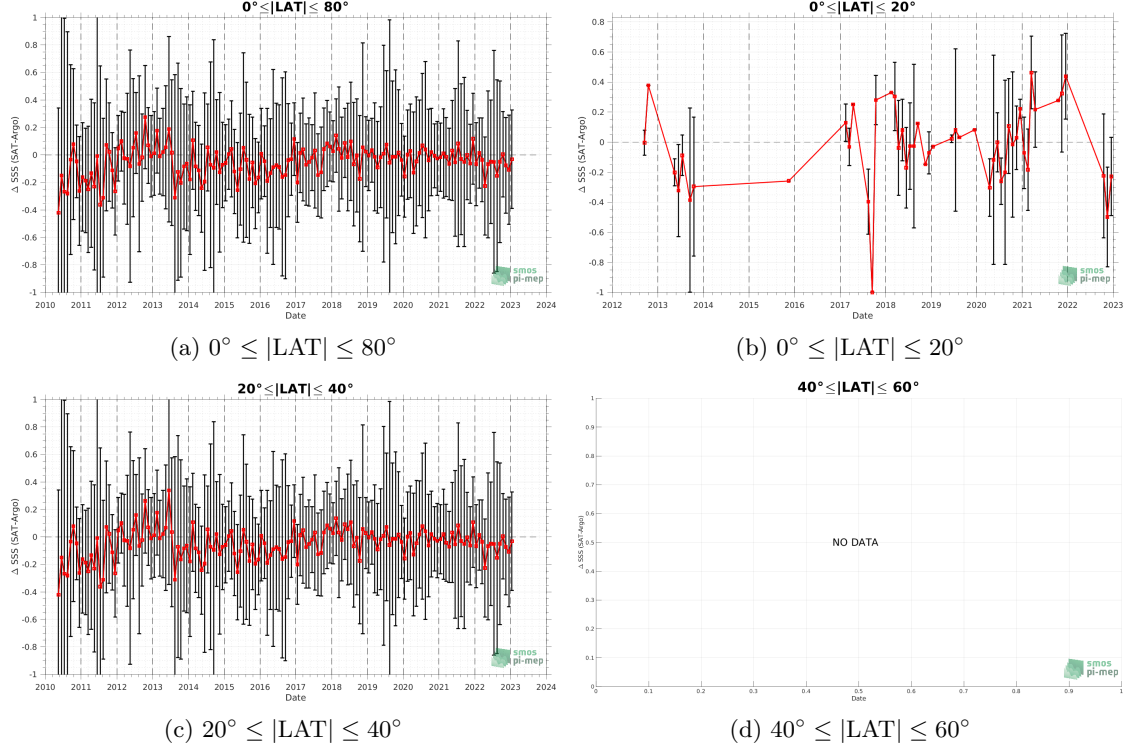 0°≤|LAT|≤ 80°
Δ SSS (SAT-Argo)
1
0.8
0.6
0.4
0.2
0
-0.2
-0.4
-0.6
-0.8
-1
2010 2011 2012 2013 2014 2015 2016 2017 2018 2019 2020 2021 2022 2023 2024
Date
smos
pi-mep
(a) 0° ≤ |LAT| ≤ 80°
0°≤|LAT|≤ 20°
Δ SSS (SAT-Argo)
0.8
0.6
0.4
0.2
0
-0.2
-0.4
-0.6
-0.8
-1
2012 2013 2014 2015 2016 2017 2018 2019 2020 2021 2022 2023
Date
smos
pi-mep
(b) 0° ≤ |LAT| ≤ 20°
20°≤|LAT|≤ 40°
Δ SSS (SAT-Argo)
1
0.8
0.6
0.4
0.2
0
-0.2
-0.4
-0.6
-0.8
-1
2010 2011 2012 2013 2014 2015 2016 2017 2018 2019 2020 2021 2022 2023 2024
Date
smos
pi-mep
(c) 20° ≤ |LAT| ≤ 40°
40°≤|LAT|≤ 60°
Δ SSS (SAT-Argo)
1
0.9
0.8
0.7
0.6
0.5
0.4
0.3
0.2
0.1
0
NO DATA
0 0.1 0.2 0.3 0.4 0.5 0.6 0.7 0.8 0.9 1
Date
smos
pi-mep
(d) 40° ≤ |LAT| ≤ 60°